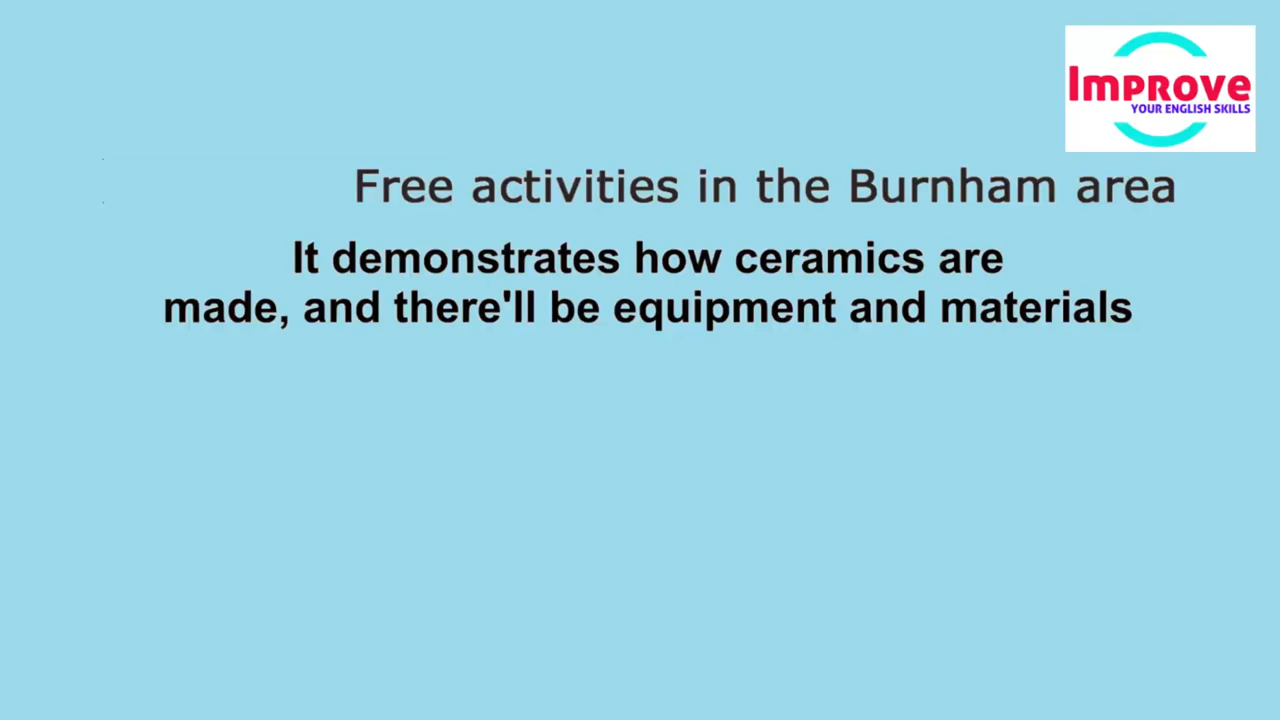 Improve
YOUR ENGLISH SKILLS
Free activities in the Burnham area
It demonstrates how ceramics are
made, and there'll be equipment and materials